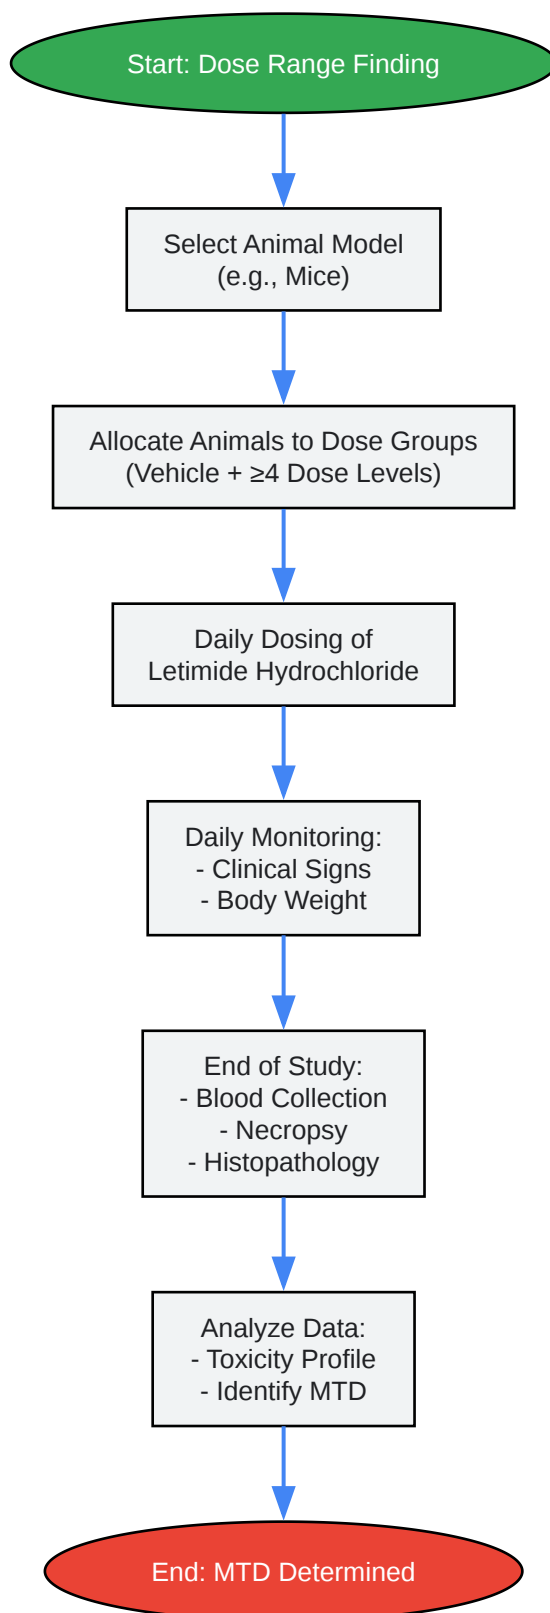 Start: Dose Range Finding
Select Animal Model
(e.g., Mice)
Allocate Animals to Dose Groups
(Vehicle + ≥4 Dose Levels)
Daily Dosing of
Letimide Hydrochloride
Daily Monitoring:
- Clinical Signs
- Body Weight
End of Study:
- Blood Collection
- Necropsy
- Histopathology
Analyze Data:
- Toxicity Profile
- Identify MTD
End: MTD Determined